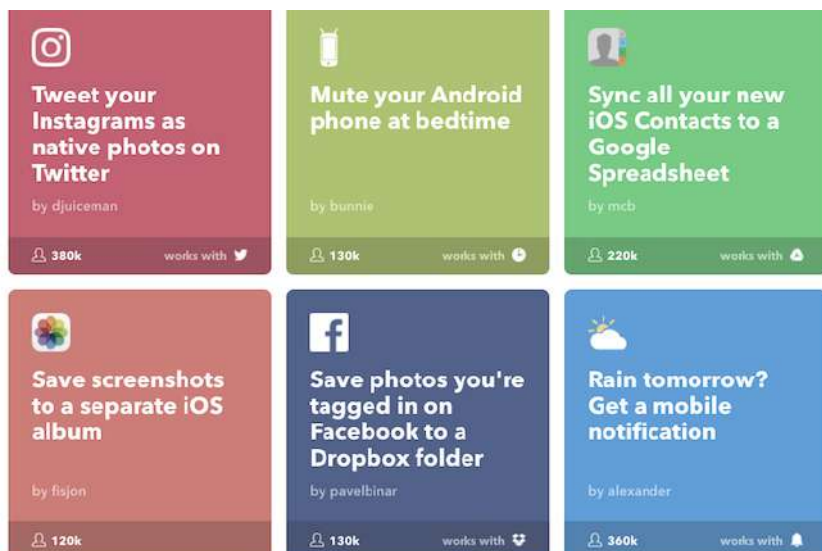 Tweet your
Instagrams as
native photos on
Twitter
by djuiceman
380k works with
Mute your Android
phone at bedtime
by bunnie
130k works with
Sync all your new
iOS Contacts to a
Google
Spreadsheet
by mcb
220k works with
Save screenshots
to a separate iOS
album
by fisjon
120k
Save photos you're
tagged in on
Facebook to a
Dropbox folder
by pavelbinar
130k works with
Rain tomorrow?
Get a mobile
notification
by alexander
360k works with